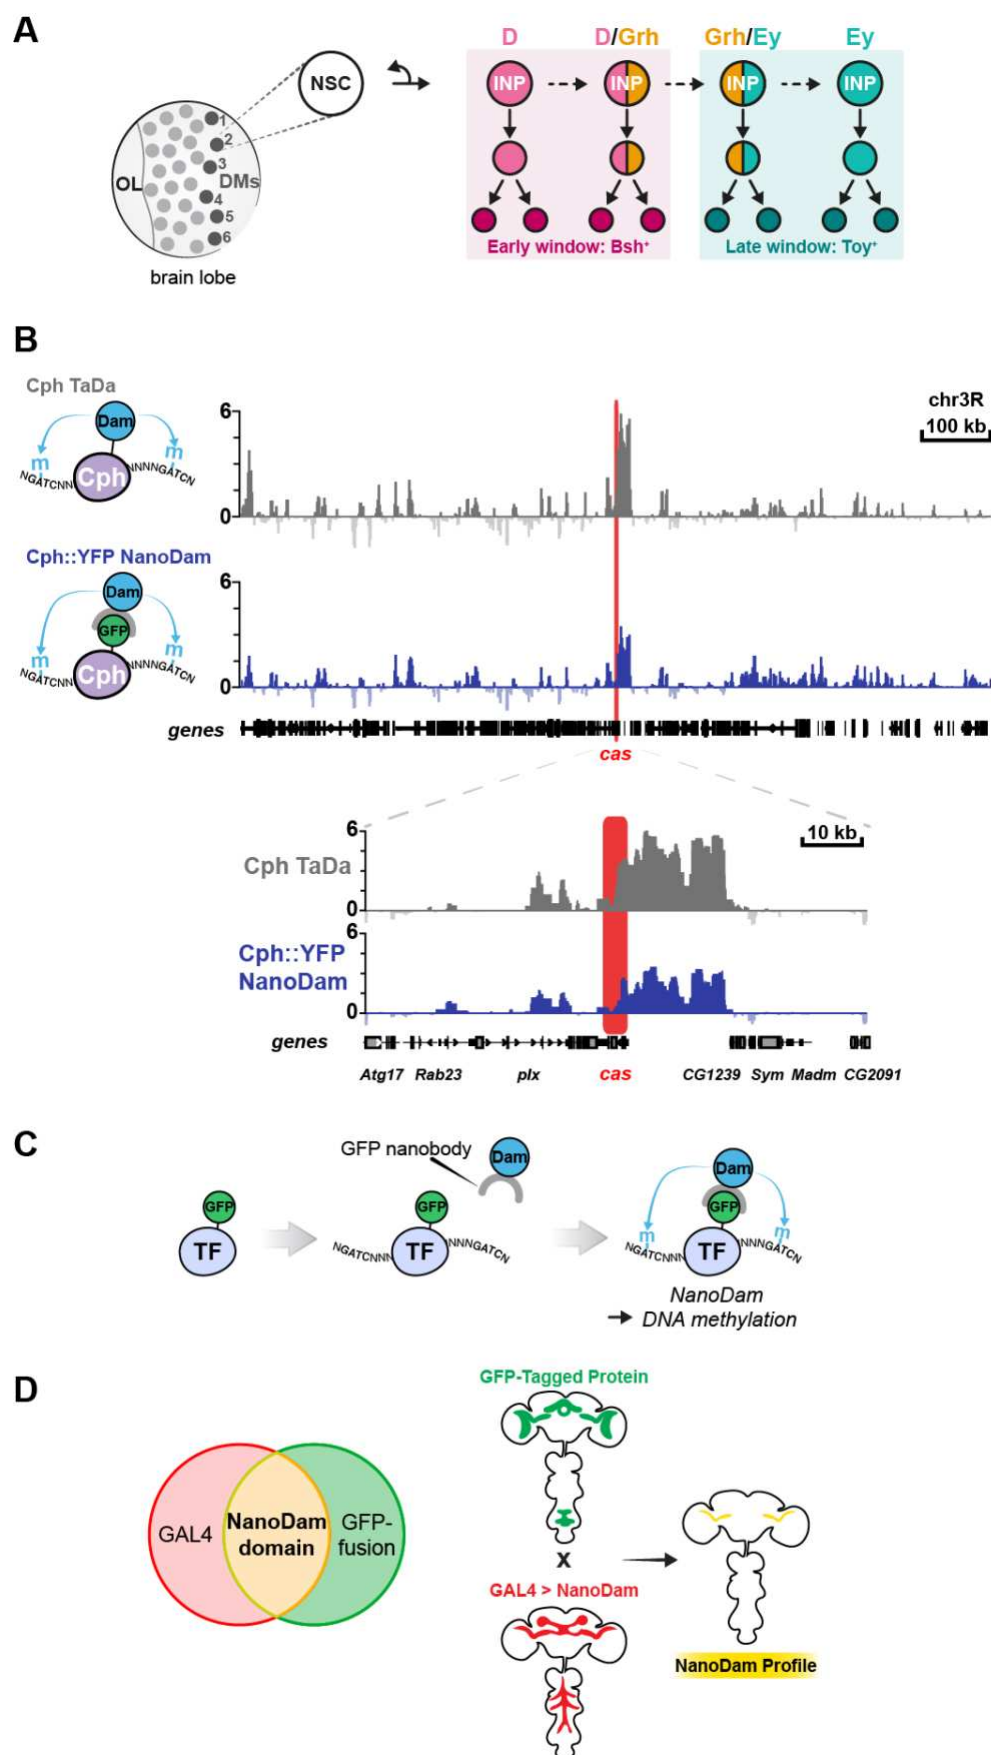 A
D
D/Grh
Grh/Ey
Ey
NSC
INP
INP
INP
INP
1
2
3
4
5
6
OL
DMs
brain lobe
Early window: Bsh+
Late window: Toy+
B
Cph TaDa
Dam
m
m
NGATCNN
Cph
NNNNGATCN
6
0
chr3R
100 kb
Cph::YFP NanoDam
Dam
GFP
m
m
NGATCNN
Cph
NNNNGATCN
6
0
genes
cas
Cph TaDa
6
0
10 kb
Cph::YFP
NanoDam
6
0
genes
Atg17 Rab23 plx cas CG1239 Sym Madm CG2091
C
GFP nanobody
Dam
GFP
TF
GFP
NGATCNNN
TF
NNNGATCN
Dam
GFP
m
m
NGATCNNN
TF
NNNGATCN
NanoDam
DNA methylation
D
GFP-Tagged Protein
GAL4
NanoDam
domain
GFP-
fusion
X
GAL4 > NanoDam
NanoDam Profile